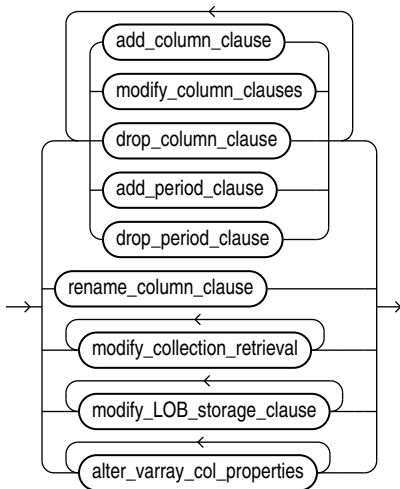 add_column_clause
modify_column_clauses
drop_column_clause
add_period_clause
drop_period_clause
rename_column_clause
modify_collection_retrieval
modify_LOB_storage_clause
alter_varray_col_properties